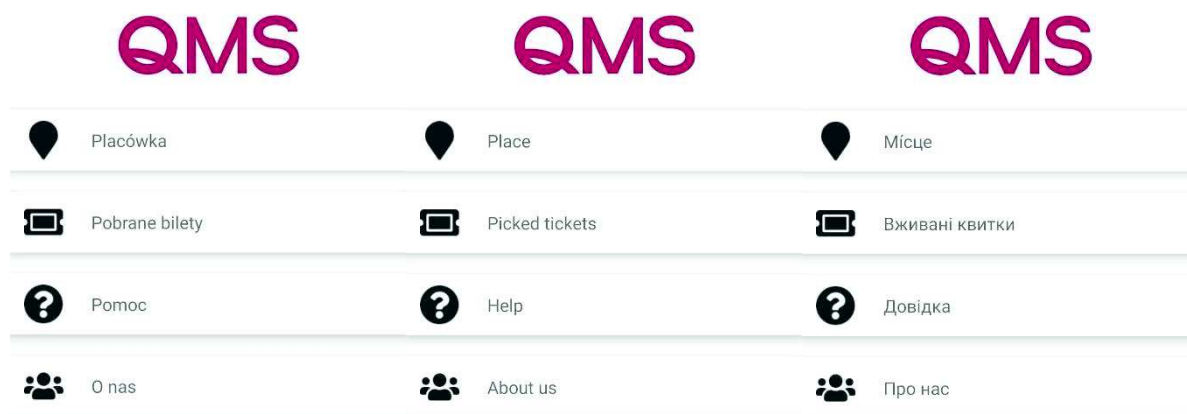 QMS
Placówka
Pobrane bilety
Pomoc
O nas
QMS
Place
Picked tickets
Help
About us
QMS
Місце
Вживані квитки
Довідка
Про нас